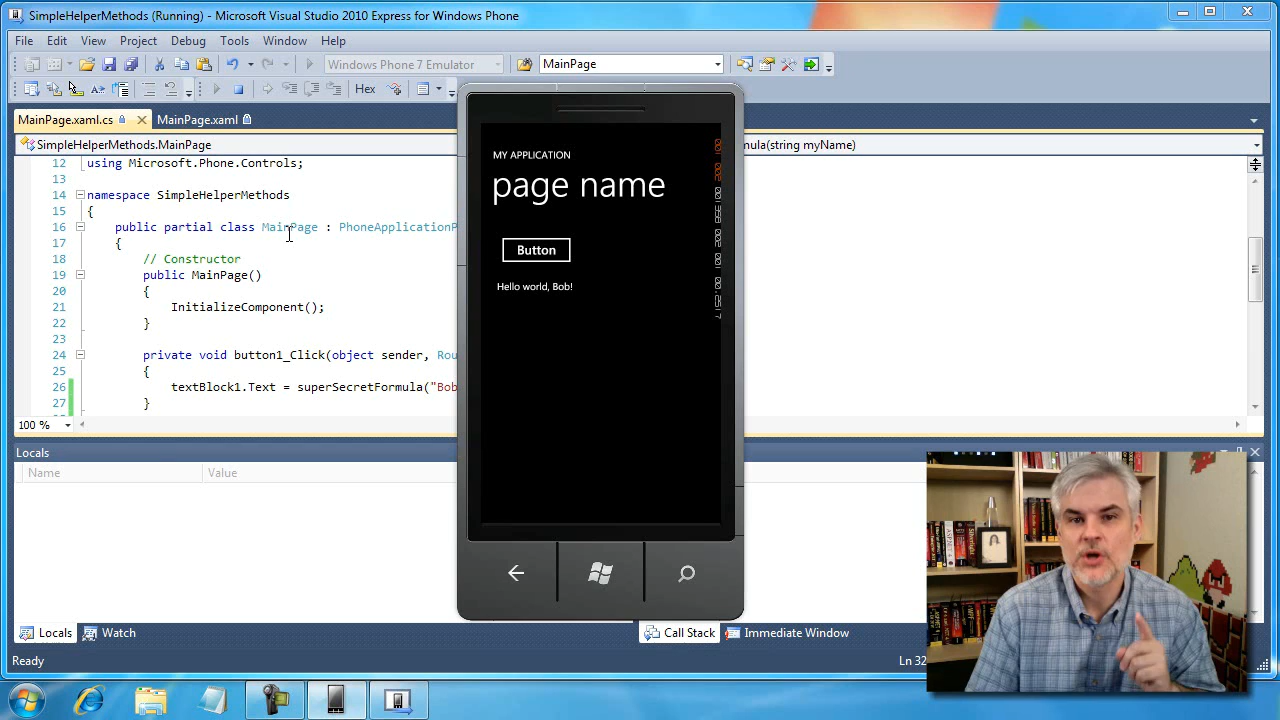 SimpleHelperMethods (Running) - Microsoft Visual Studio 2010 Express for Windows Phone
File Edit View Project Debug Tools Window Help
Windows Phone 7 Emulator MainPage
Hex
MainPage.xaml.cs MainPage.xaml
SimpleHelperMethods.MainPage mula(string myName)
12 using Microsoft.Phone.Controls;
13
14 namespace SimpleHelperMethods
15 {
16 public partial class MainPage : PhoneApplicationP
17 {
18 // Constructor
19 public MainPage()
20 {
21 InitializeComponent();
22 }
23
24 private void button1_Click(object sender, Rou
25 {
26 textBlock1.Text = superSecretFormula("Bob
27 }
100 %
MY APPLICATION
page name
Button
Hello world, Bob!
Locals
Name Value
Locals Watch Call Stack Immediate Window
Ready Ln 32